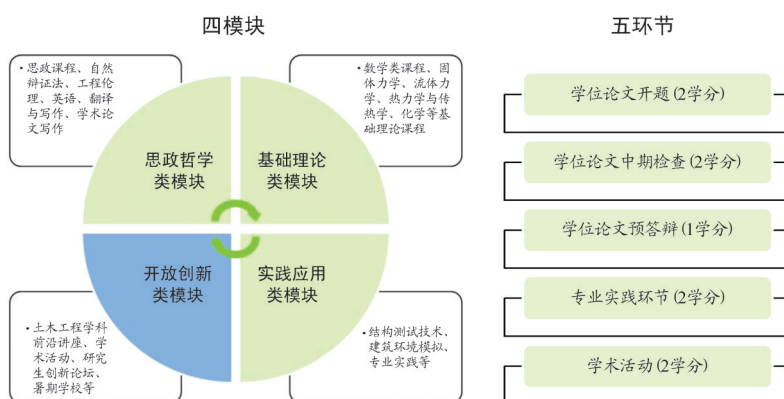 四模块
五环节
·思政课程、自然
辩证法、工程伦
理、英语、翻译
与写作、学术论
文写作
·数学类课程、固
体力学、流体力
学、热力学与传
热学、化学等基
础理论课程
思政哲学
类模块
基础理论
类模块
开放创新
类模块
实践应用
类模块
·土木工程学科
前沿讲座、学
术活动、研究
生创新论坛、
暑期学校等
·结构测试技术、
建筑环境模拟、
专业实践等
学位论文开题(2学分)
学位论文中期检查(2学分)
学位论文预答辩(1学分)
专业实践环节(2学分)
学术活动(2学分)